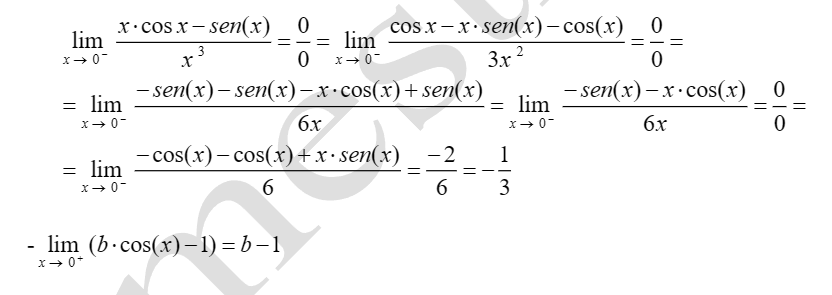 lim_{x→0⁻} (x·cos x − sen(x))/x³ = 0/0 = lim_{x→0⁻} (cos x − x·sen(x) − cos(x))/3x² = 0/0 =
= lim_{x→0⁻} (−sen(x) − sen(x) − x·cos(x) + sen(x))/6x = lim_{x→0⁻} (−sen(x) − x·cos(x))/6x = 0/0 =
= lim_{x→0⁻} (−cos(x) − cos(x) + x·sen(x))/6 = −2/6 = −1/3
- lim_{x→0⁺} (b·cos(x) − 1) = b − 1